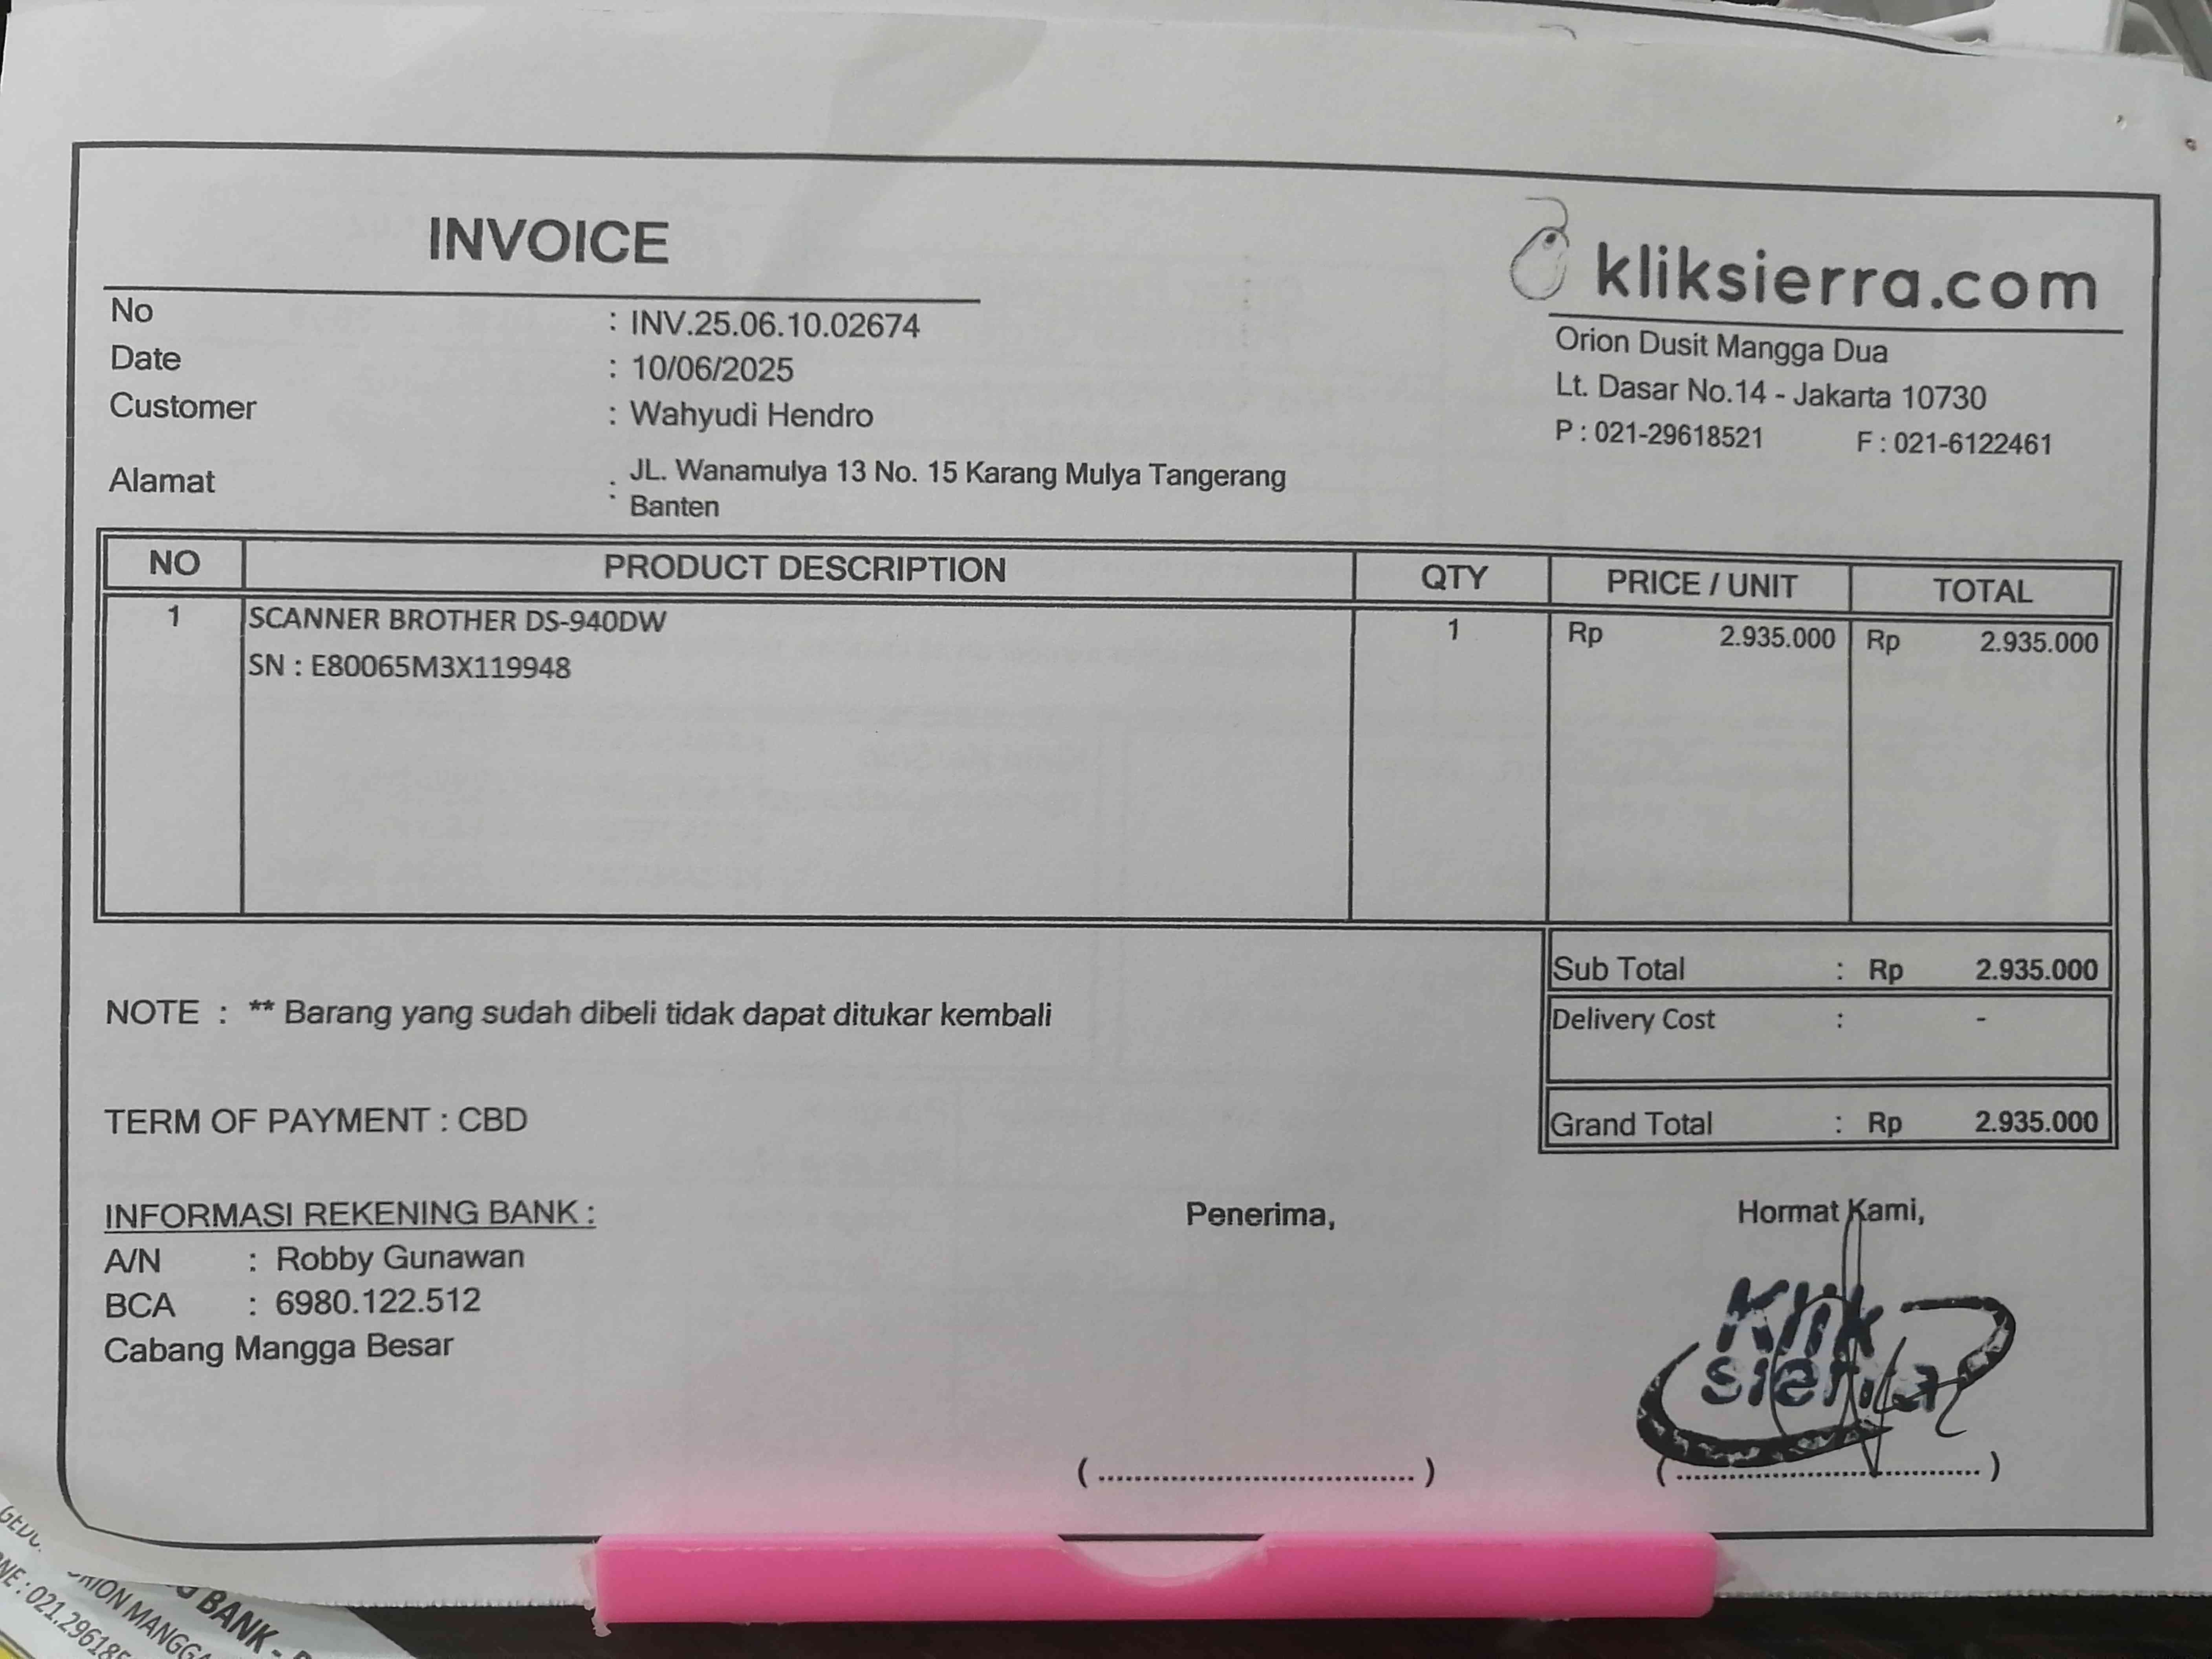 INVOICE
kliksierra.com
Orion Dusit Mangga Dua
Lt. Dasar No.14 - Jakarta 10730
P : 021-29618521 F : 021-6122461
No : INV.25.06.10.02674
Date : 10/06/2025
Customer : Wahyudi Hendro
Alamat : JL. Wanamulya 13 No. 15 Karang Mulya Tangerang
Banten
NO PRODUCT DESCRIPTION QTY PRICE / UNIT TOTAL
1 SCANNER BROTHER DS-940DW 1 Rp 2.935.000 Rp 2.935.000
SN : E80065M3X119948
Sub Total : Rp 2.935.000
NOTE : ** Barang yang sudah dibeli tidak dapat ditukar kembali
Delivery Cost : -
TERM OF PAYMENT : CBD
Grand Total : Rp 2.935.000
INFORMASI REKENING BANK :
A/N : Robby Gunawan
BCA : 6980.122.512
Cabang Mangga Besar
Penerima,
Hormat Kami,
Klik
sierra
( ........................................ )
( ........................................ )
BANK -